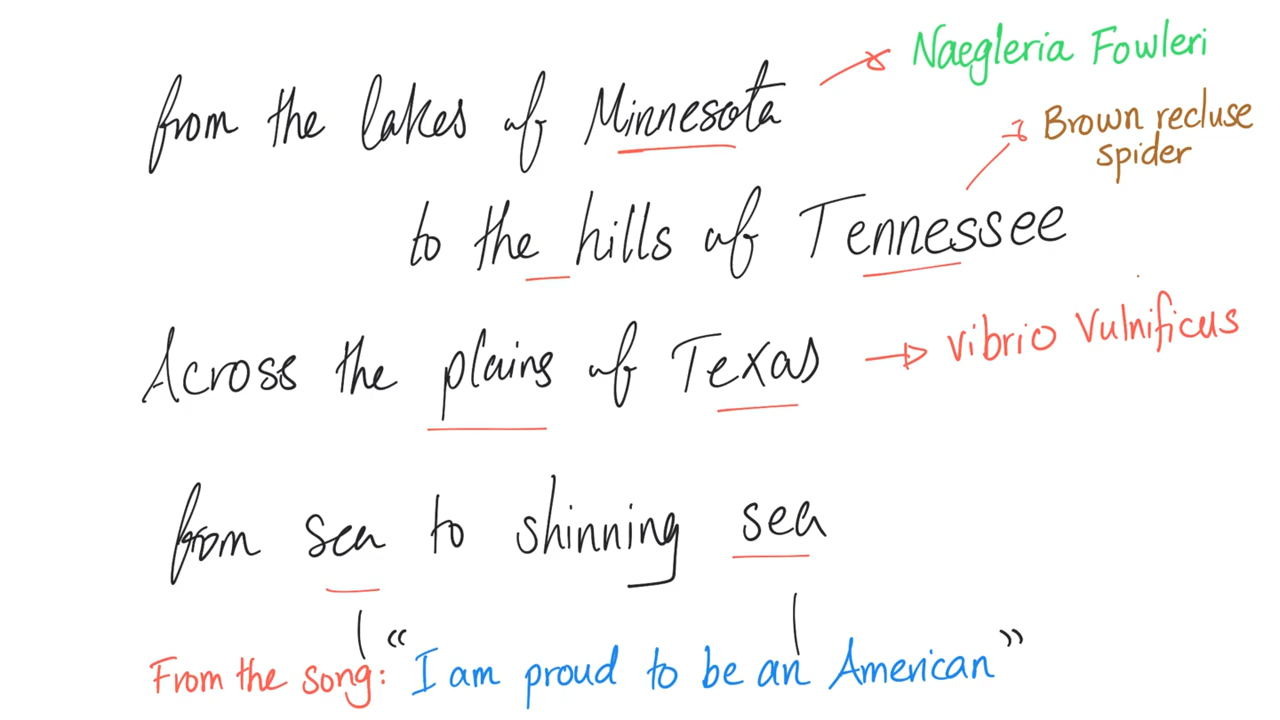 Naegleria Fowleri
from the lakes of Minnesota
Brown recluse
spider
to the hills of Tennessee
Across the plains of Texas
vibrio Vulnificus
from sea to shinning sea
From the song: “I am proud to be an American”